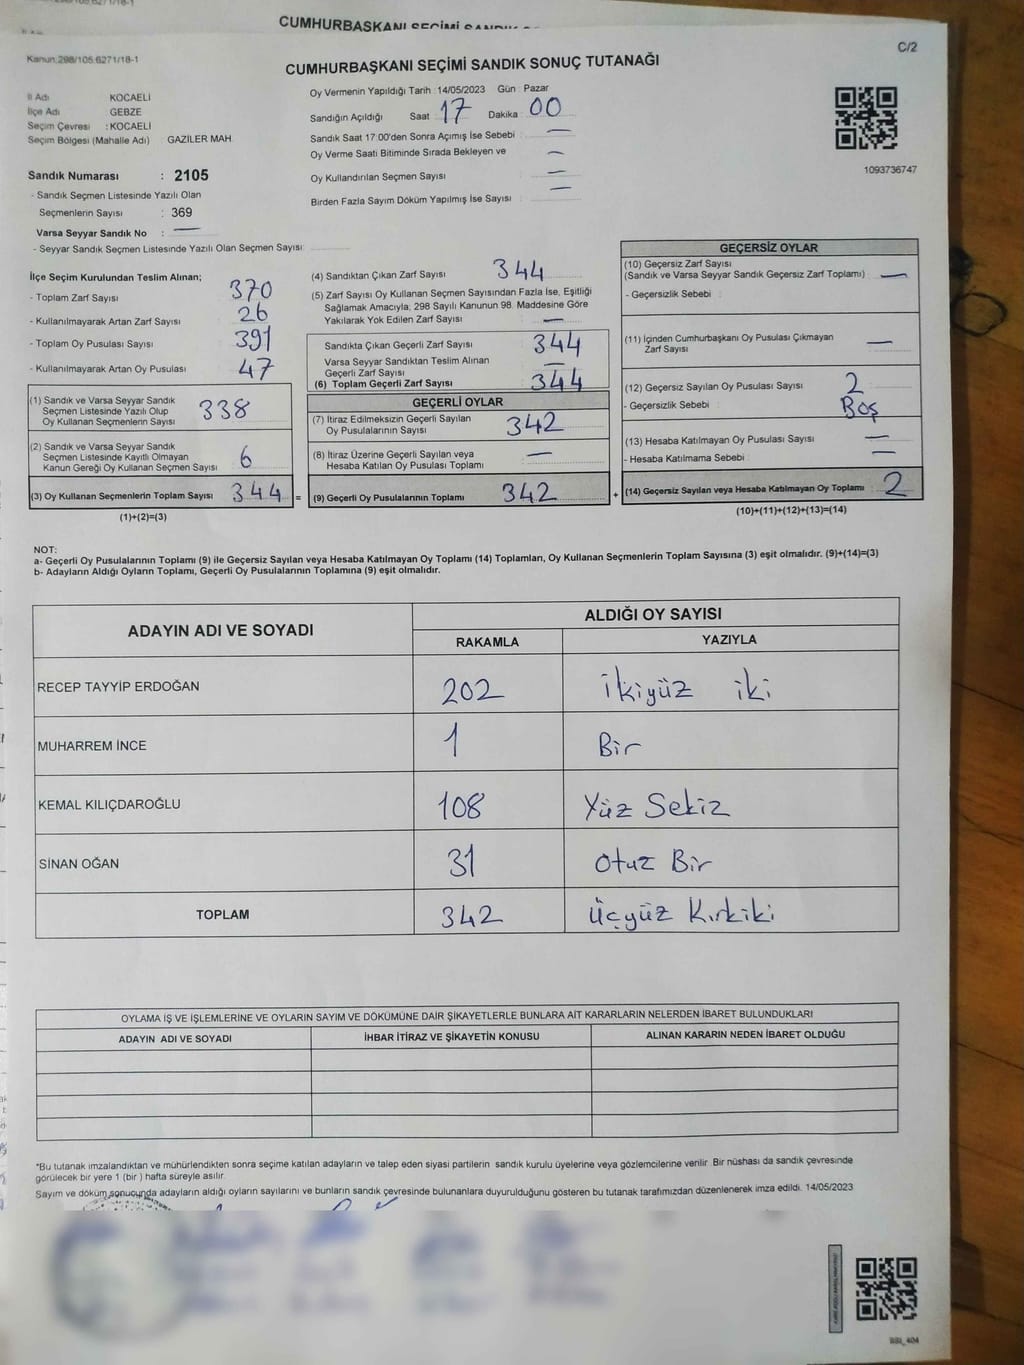 CUMHURBAŞKANI SEÇİMİ
Kanun:298/105.6271/18-1
C/2
CUMHURBAŞKANI SEÇİMİ SANDIK SONUÇ TUTANAĞI
İl Adı KOCAELİ
İlçe Adı GEBZE
Seçim Çevresi : KOCAELİ
Seçim Bölgesi (Mahalle Adı) : GAZİLER MAH.
Oy Vermenin Yapıldığı Tarih : 14/05/2023 Gün : Pazar
Sandığın Açıldığı Saat : 17 Dakika : 00
Sandık Saat 17:00'den Sonra Açımış İse Sebebi : —
Oy Verme Saati Bitiminde Sırada Bekleyen ve —
Oy Kullandırılan Seçmen Sayısı : —
Birden Fazla Sayım Döküm Yapılmış İse Sayısı : —
1093736747
Sandık Numarası : 2105
- Sandık Seçmen Listesinde Yazılı Olan
Seçmenlerin Sayısı : 369
Varsa Seyyar Sandık No : —
- Seyyar Sandık Seçmen Listesinde Yazılı Olan Seçmen Sayısı:
İlçe Seçim Kurulundan Teslim Alınan;
- Toplam Zarf Sayısı : 370
- Kullanılmayarak Artan Zarf Sayısı : 26
- Toplam Oy Pusulası Sayısı : 391
- Kullanılmayarak Artan Oy Pusulası : 47
(1) Sandık ve Varsa Seyyar Sandık
Seçmen Listesinde Yazılı Olup
Oy Kullanan Seçmenlerin Sayısı : 338
(2) Sandık ve Varsa Seyyar Sandık
Seçmen Listesinde Kayıtlı Olmayan
Kanun Gereği Oy Kullanan Seçmen Sayısı : 6
(3) Oy Kullanan Seçmenlerin Toplam Sayısı : 344 =
(1)+(2)=(3)
(4) Sandıktan Çıkan Zarf Sayısı : 344
(5) Zarf Sayısı Oy Kullanan Seçmen Sayısından Fazla İse, Eşitliği
Sağlamak Amacıyla; 298 Sayılı Kanunun 98. Maddesine Göre
Yakılarak Yok Edilen Zarf Sayısı : —
Sandıkta Çıkan Geçerli Zarf Sayısı : 344
Varsa Seyyar Sandıktan Teslim Alınan
Geçerli Zarf Sayısı : —
(6) Toplam Geçerli Zarf Sayısı : 344
GEÇERLİ OYLAR
(7) İtiraz Edilmeksizin Geçerli Sayılan
Oy Pusulalarının Sayısı : 342
(8) İtiraz Üzerine Geçerli Sayılan veya
Hesaba Katılan Oy Pusulası Toplamı : —
(9) Geçerli Oy Pusulalarının Toplamı : 342 +
GEÇERSİZ OYLAR
(10) Geçersiz Zarf Sayısı
(Sandık ve Varsa Seyyar Sandık Geçersiz Zarf Toplamı) : —
- Geçersizlik Sebebi :
(11) İçinden Cumhurbaşkanı Oy Pusulası Çıkmayan
Zarf Sayısı : —
(12) Geçersiz Sayılan Oy Pusulası Sayısı : 2
- Geçersizlik Sebebi : Boş
(13) Hesaba Katılmayan Oy Pusulası Sayısı : —
- Hesaba Katılmama Sebebi : —
(14) Geçersiz Sayılan veya Hesaba Katılmayan Oy Toplamı : 2
(10)+(11)+(12)+(13)=(14)
NOT:
a- Geçerli Oy Pusulalarının Toplamı (9) ile Geçersiz Sayılan veya Hesaba Katılmayan Oy Toplamı (14) Toplamları, Oy Kullanan Seçmenlerin Toplam Sayısına (3) eşit olmalıdır. (9)+(14)=(3)
b- Adayların Aldığı Oyların Toplamı, Geçerli Oy Pusulalarının Toplamına (9) eşit olmalıdır.
ADAYIN ADI VE SOYADI ALDIĞI OY SAYISI
RAKAMLA YAZIYLA
RECEP TAYYİP ERDOĞAN 202 İkiyüz iki
MUHARREM İNCE 1 Bir
KEMAL KILIÇDAROĞLU 108 Yüz Sekiz
SİNAN OĞAN 31 Otuz Bir
TOPLAM 342 Üçyüz Kırkiki
OYLAMA İŞ VE İŞLEMLERİNE VE OYLARIN SAYIM VE DÖKÜMÜNE DAİR ŞİKAYETLERLE BUNLARA AİT KARARLARIN NELERDEN İBARET BULUNDUKLARI
ADAYIN ADI VE SOYADI İHBAR İTİRAZ VE ŞİKAYETİN KONUSU ALINAN KARARIN NEDEN İBARET OLDUĞU
*Bu tutanak imzalandıktan ve mühürlendikten sonra seçime katılan adayların ve talep eden siyasi partilerin sandık kurulu üyelerine veya gözlemcilerine verilir. Bir nüshası da sandık çevresinde
görülecek bir yere 1 (bir) hafta süreyle asılır.
Sayım ve döküm sonucunda adayların aldığı oyların sayılarını ve bunların sandık çevresinde bulunanlara duyurulduğunu gösteren bu tutanak tarafımızdan düzenlenerek imza edildi. 14/05/2023